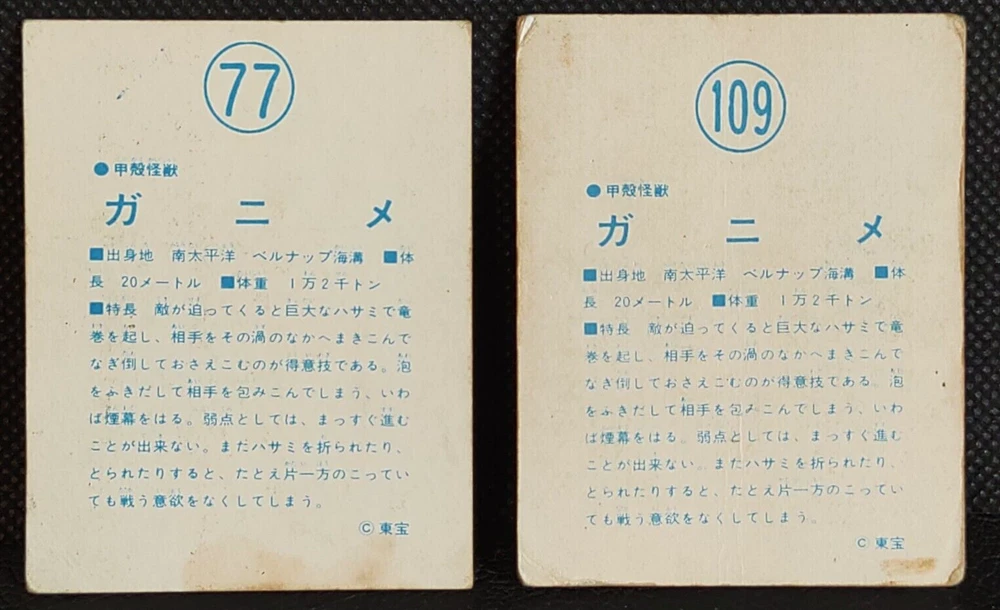 77
●甲殻怪獣
ガニメ
■出身地　南太平洋　ベルナップ海溝　■体
長　20メートル　■体重　1万2千トン
■特長　敵が迫ってくると巨大なハサミで竜
巻を起し、相手をその渦のなかへまきこんで
なぎ倒しておさえこむのが得意技である。泡
をふきだして相手を包みこんでしまう、いわ
ば煙幕をはる。弱点としては、まっすぐ進む
ことが出来ない。まだハサミを折られたり、
とられたりすると、たとえ片一方のこってい
ても戦う意欲をなくしてしまう。
©東宝
109
●甲殻怪獣
ガニメ
■出身地　南太平洋　ベルナップ海溝　■体
長　20メートル　■体重　1万2千トン
■特長　敵が迫ってくると巨大なハサミで竜
巻を起し、相手をその渦のなかへまきこんで
なぎ倒しておさえこむのが得意技である　泡
をふきだして相手を包みこんでしまう、いわ
ば煙幕をはる　弱点としては、まっすぐ進む
ことが出来ない。まだハサミを折られたり、
とられたりすると、たとえ片一方のこってい
ても戦う意欲をなくしてしまう。
C 東宝